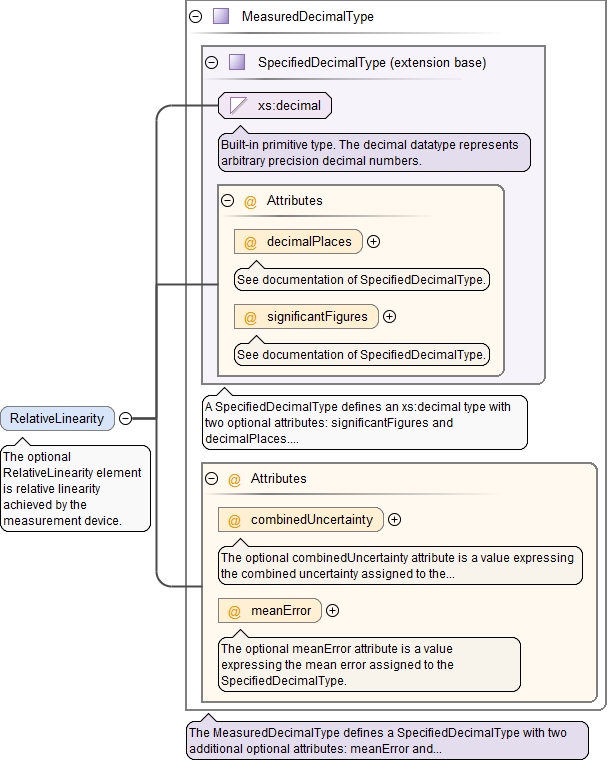 MeasuredDecimalType
SpecifiedDecimalType (extension base)
xs:decimal
Built-in primitive type. The decimal datatype represents
arbitrary precision decimal numbers.
@ Attributes
@ decimalPlaces
See documentation of SpecifiedDecimalType.
@ significantFigures
See documentation of SpecifiedDecimalType.
A SpecifiedDecimalType defines an xs:decimal type with
two optional attributes: significantFigures and
decimalPlaces....
RelativeLinearity
The optional
RelativeLinearity element
is relative linearity
achieved by the
measurement device.
@ Attributes
@ combinedUncertainty
The optional combinedUncertainty attribute is a value expressing
the combined uncertainty assigned to the...
@ meanError
The optional meanError attribute is a value
expressing the mean error assigned to the
SpecifiedDecimalType.
The MeasuredDecimalType defines a SpecifiedDecimalType with two
additional optional attributes: meanError and...